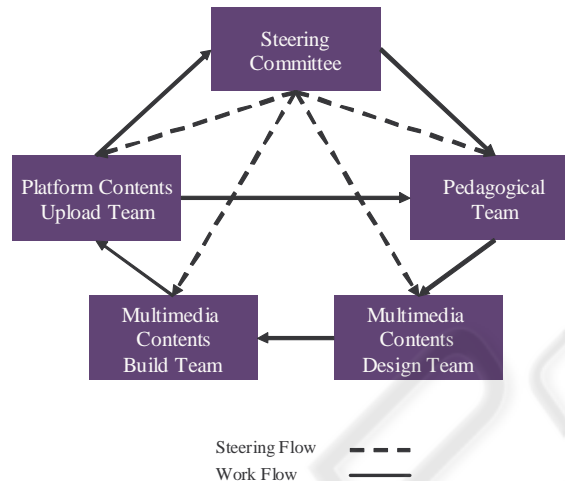 Steering
Committee
Platform Contents
Upload Team
Pedagogical
Team
Multimedia
Contents
Build Team
Multimedia
Contents
Design Team
Steering Flow
Work Flow